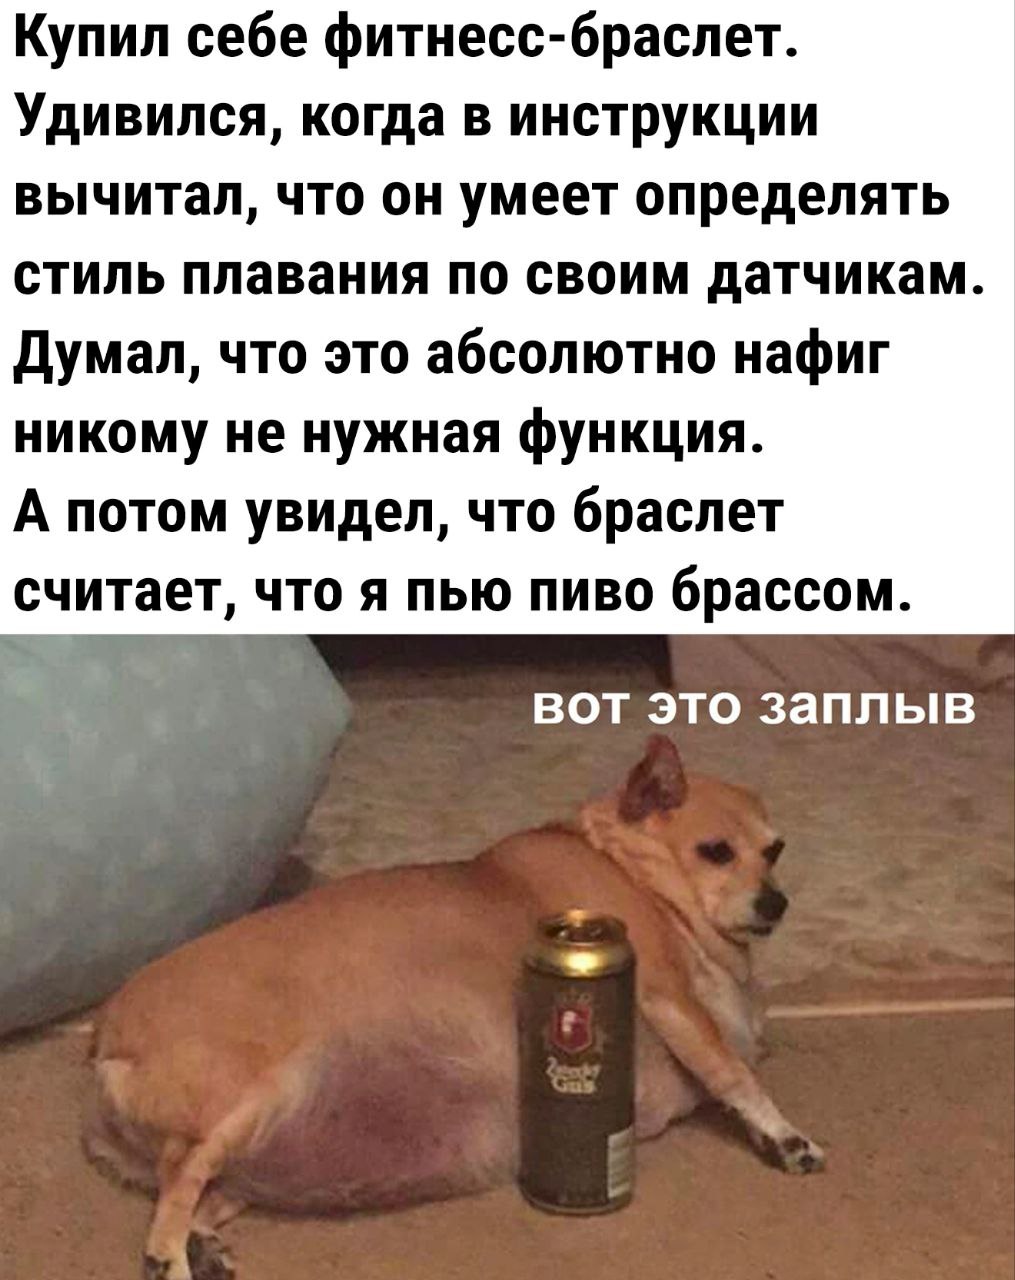 Купил себе фитнесс-браслет.
Удивился, когда в инструкции
вычитал, что он умеет определять
стиль плавания по своим датчикам.
Думал, что это абсолютно нафиг
никому не нужная функция.
А потом увидел, что браслет
считает, что я пью пиво брассом.
вот это заплыв
Žatecký
Gus